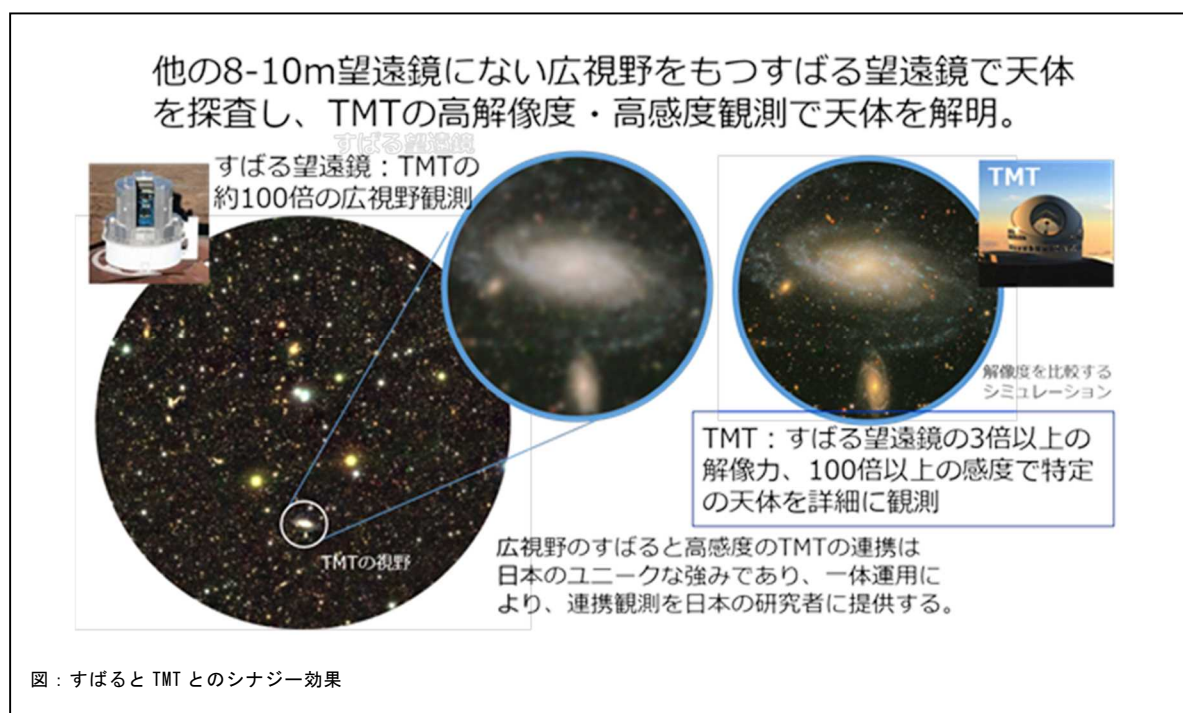 他の8-10m望遠鏡にない広視野をもつすばる望遠鏡で天体
を探査し、TMTの高解像度・高感度観測で天体を解明。
すばる望遠鏡
すばる望遠鏡：TMTの
約100倍の広視野観測
TMT
解像度を比較する
シミュレーション
TMT：すばる望遠鏡の3倍以上の
解像力、100倍以上の感度で特定
の天体を詳細に観測
TMTの視野
広視野のすばると高感度のTMTの連携は
日本のユニークな強みであり、一体運用に
より、連携観測を日本の研究者に提供する。
図：すばると TMT とのシナジー効果